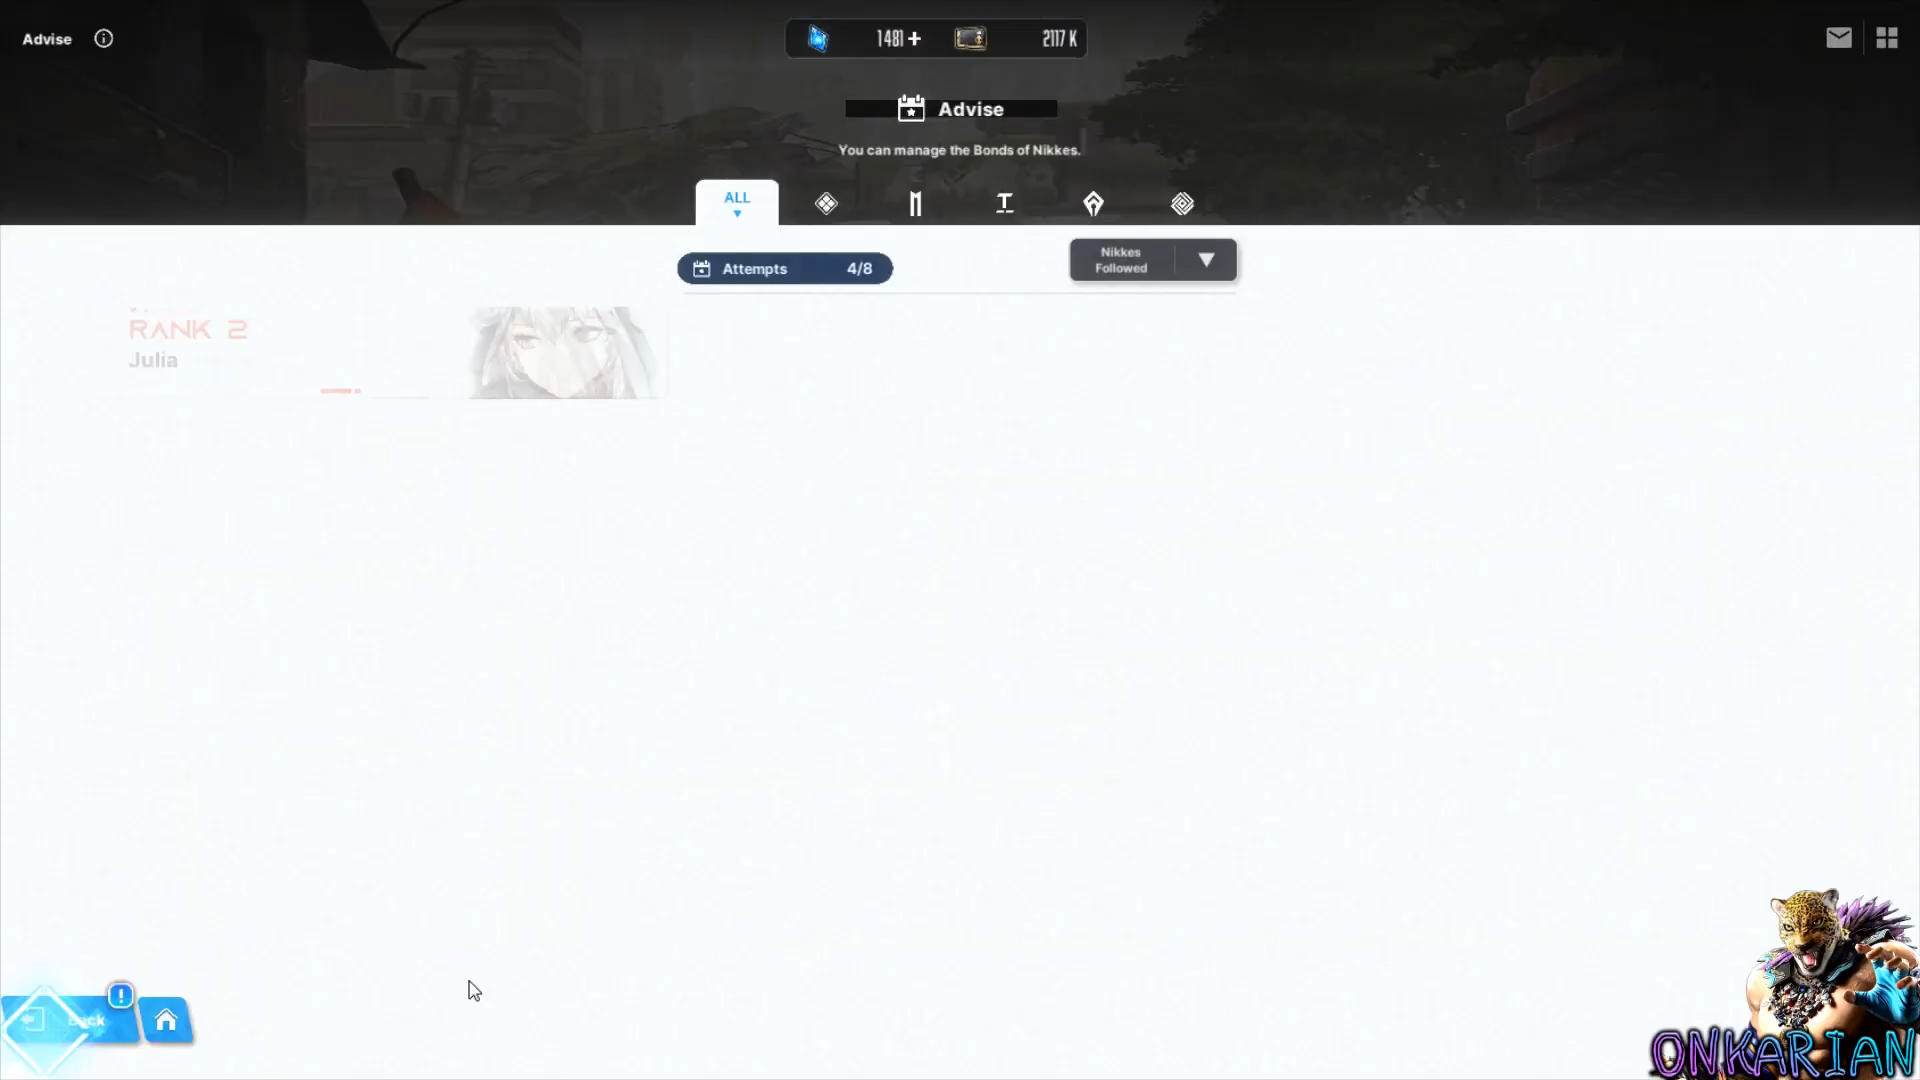 Advise
1481
2117 K
Advise
You can manage the Bonds of Nikkes.
ALL
Attempts 4/8
Nikkes
Followed
RANK 2
Julia
Back
ONKARIAN